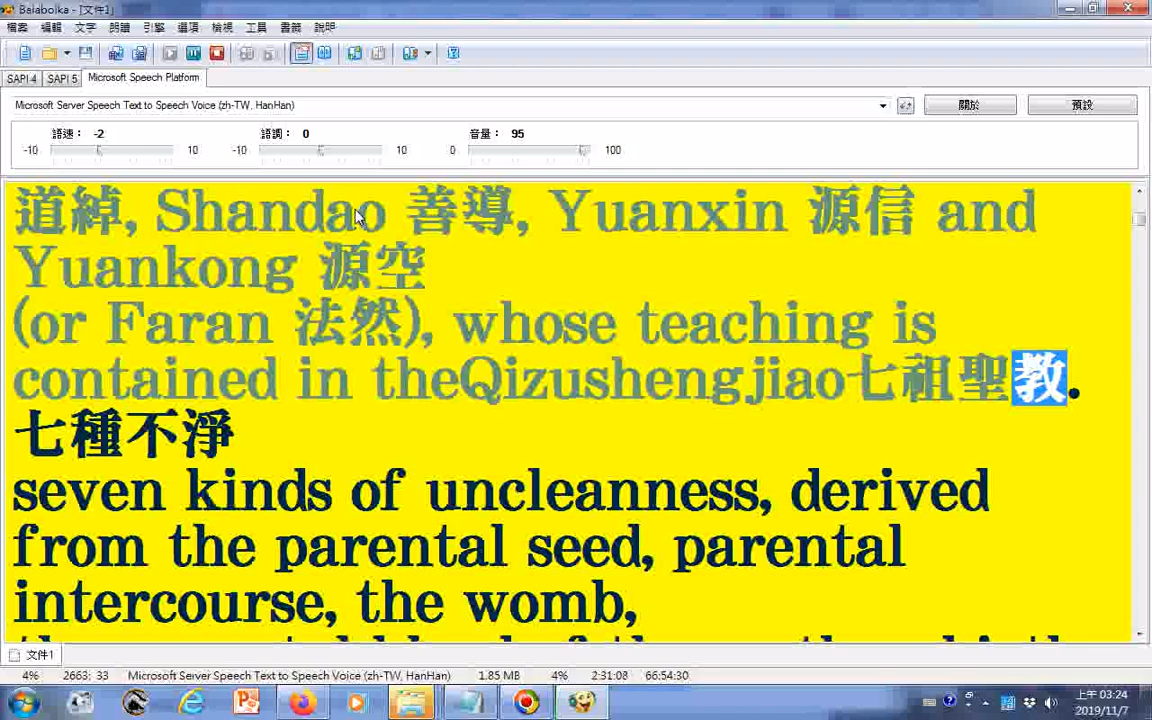 Balabolka - [文件1]
檔案 編輯 文字 朗讀 引擎 選項 檢視 工具 書籤 說明
SAPI 4 SAPI 5 Microsoft Speech Platform
Microsoft Server Speech Text to Speech Voice (zh-TW, HanHan) 關於 預設
語速： -2 語調： 0 音量： 95
-10 10 -10 10 0 100
道綽, Shandao 善導, Yuanxin 源信 and
Yuankong 源空
(or Faran 法然), whose teaching is
contained in theQizushengjiao七祖聖教.
七種不淨
seven kinds of uncleanness, derived
from the parental seed, parental
intercourse, the womb,
文件1
4% 2663; 33 Microsoft Server Speech Text to Speech Voice (zh-TW, HanHan) 1.85 MB 4% 2:31:08 66:54:30
上午 03:24
2019/11/7